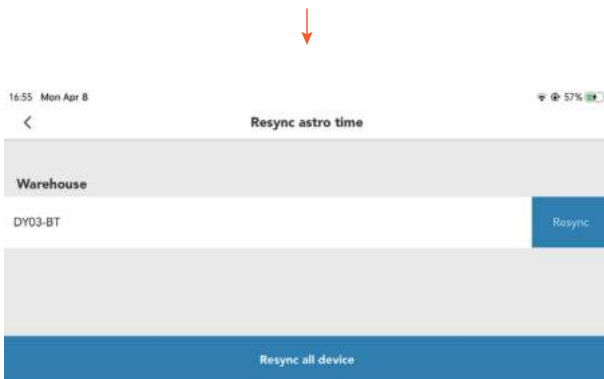 16:55 Mon Apr 8 57%
Resync astro time
Warehouse
DY03-BT Resync
Resync all device